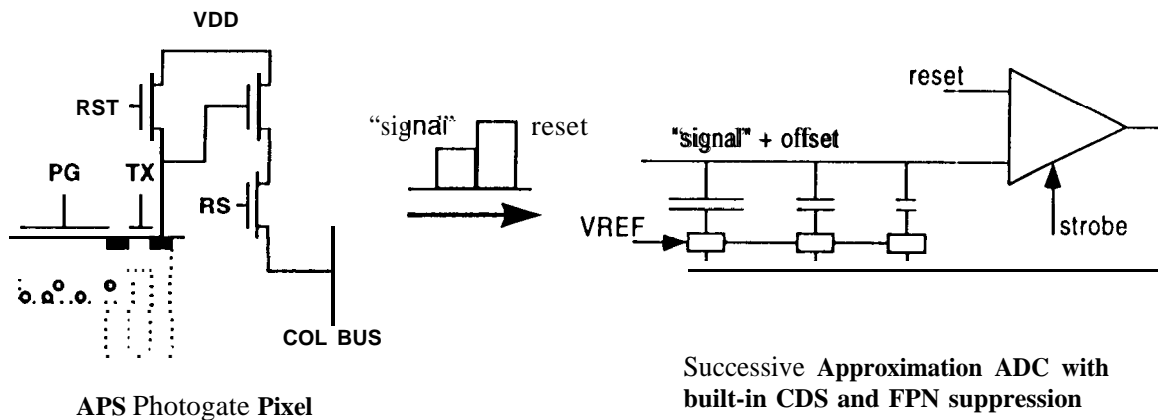 VDD
RST
PG
TX
RS
COL BUS
APS Photogate Pixel
"signal"
reset
reset
"signal" + offset
VREF
strobe
Successive Approximation ADC with
built-in CDS and FPN suppression